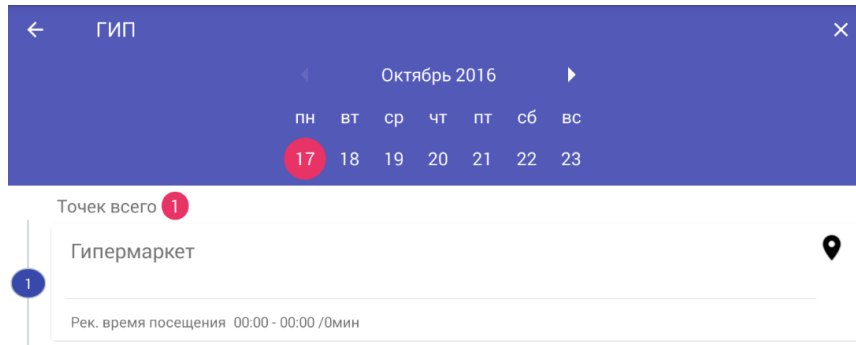 ГИП
Октябрь 2016
пн вт ср чт пт сб вс
17 18 19 20 21 22 23
Точек всего 1
Гипермаркет
1
Рек. время посещения 00:00 - 00:00 /0мин